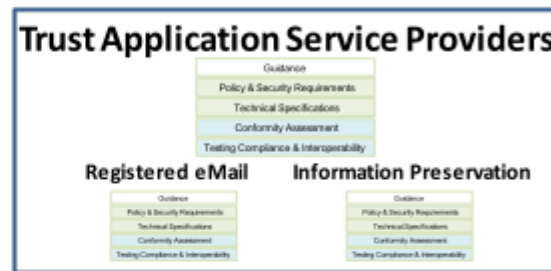 Trust Application Service Providers
Guidance
Policy & Security Requirements
Technical Specifications
Conformity Assessment
Testing Compliance & Interoperability
Registered eMail
Guidance
Policy & Security Requirements
Technical Specifications
Conformity Assessment
Testing Compliance & Interoperability
Information Preservation
Guidance
Policy & Security Requirements
Technical Specifications
Conformity Assessment
Testing Compliance & Interoperability